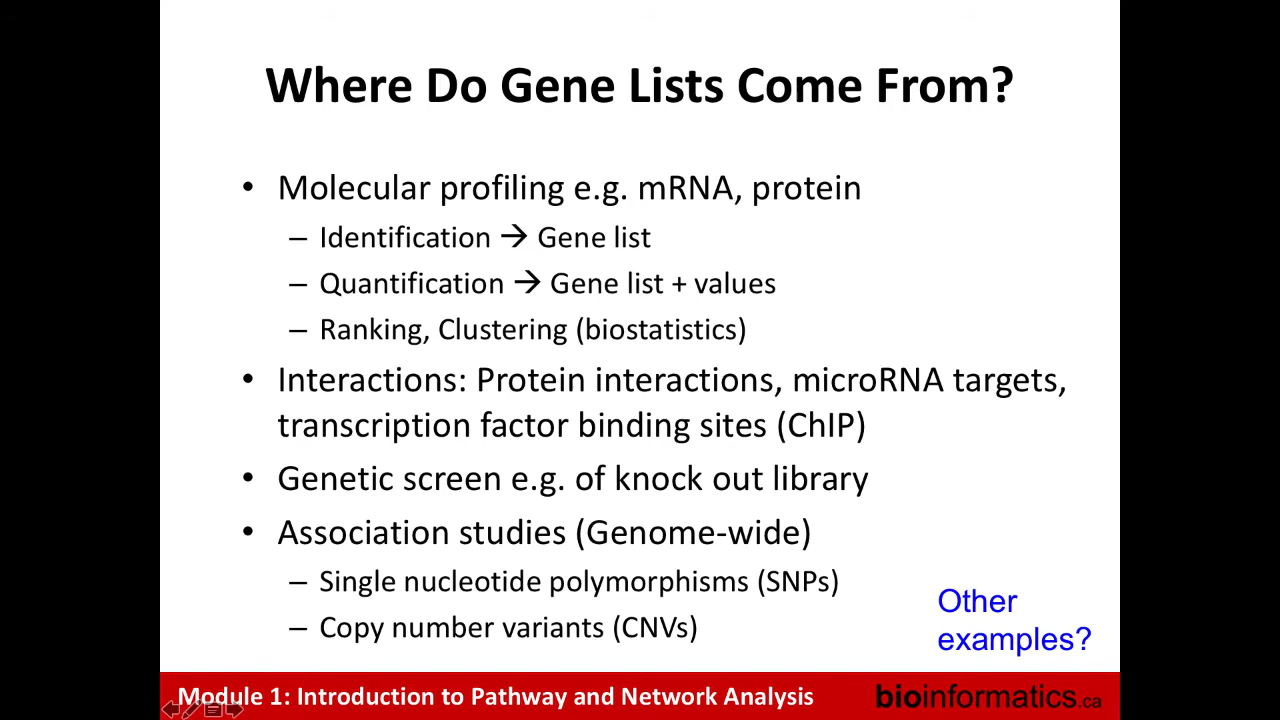 Where Do Gene Lists Come From?
• Molecular profiling e.g. mRNA, protein
– Identification → Gene list
– Quantification → Gene list + values
– Ranking, Clustering (biostatistics)
• Interactions: Protein interactions, microRNA targets,
transcription factor binding sites (ChIP)
• Genetic screen e.g. of knock out library
• Association studies (Genome-wide)
– Single nucleotide polymorphisms (SNPs)
– Copy number variants (CNVs)
Other
examples?
Module 1: Introduction to Pathway and Network Analysis
bioinformatics.ca